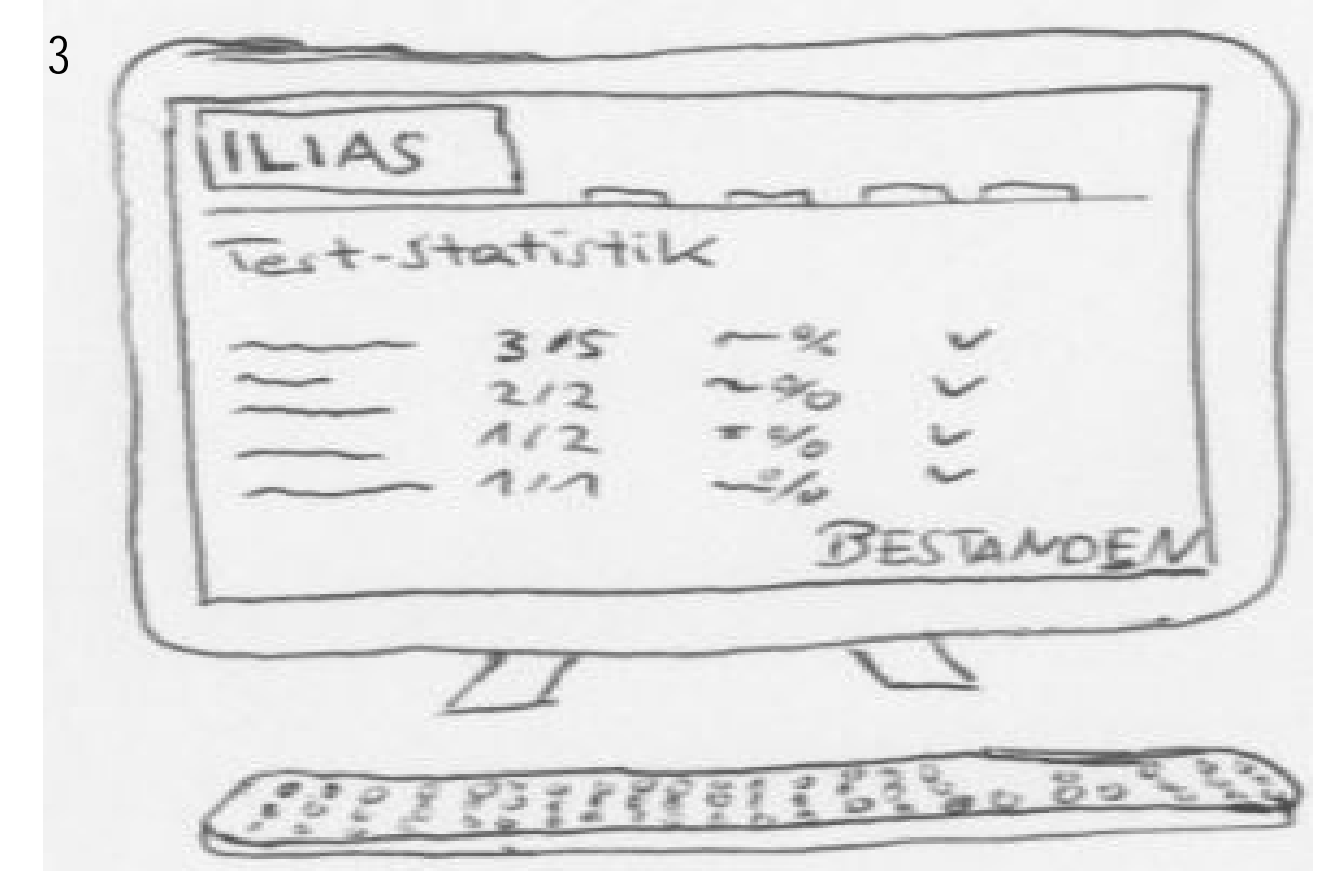 3
ILIAS
Test-Statistik
3/5 %
2/2 %
1/2 %
1/1 %
BESTANDEN